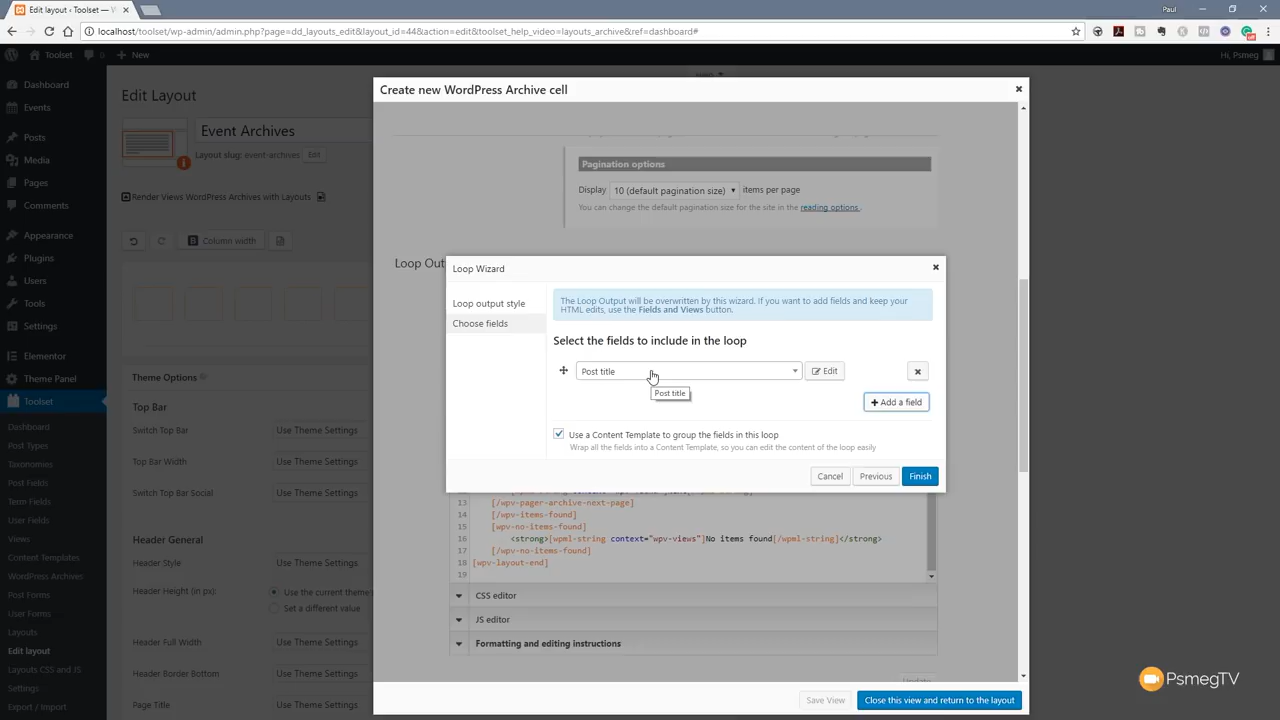 Edit layout ‹ Toolset —
Paul
localhost/toolset/wp-admin/admin.php?page=dd_layouts_edit&layout_id=44&action=edit&toolset_help_video=layouts_archive&ref=dashboard#
Toolset
0
New
Hi, Psmeg
Dashboard
Events
Posts
Media
Pages
Comments
Appearance
Plugins
Users
Tools
Settings
Elementor
Theme Panel
Toolset
Dashboard
Post Types
Taxonomies
Post Fields
Term Fields
User Fields
Views
Content Templates
WordPress Archives
Post Forms
User Forms
Layouts
Edit layout
Layouts CSS and JS
Settings
Export / Import
Edit Layout
Event Archives
Layout slug: event-archives
Edit
Render Views WordPress Archives with Layouts
Column width
Theme Options
Top Bar
Switch Top Bar
Use Theme Settings
Top Bar Width
Use Theme Settings
Switch Top Bar Social
Use Theme Settings
Header General
Header Style
Use Theme Settings
Header Height (in px):
Use the current theme
Set a different value
Header Full Width
Use Theme Settings
Header Border Bottom
Use Theme Settings
Page Title
Use Theme Settings
Create new WordPress Archive cell
Pagination options
Display
10 (default pagination size)
items per page
You can change the default pagination size for the site in the reading options.
Loop Out
Loop Wizard
Loop output style
Choose fields
The Loop Output will be overwritten by this wizard. If you want to add fields and keep your
HTML edits, use the Fields and Views button.
Select the fields to include in the loop
Post title
Edit
Post title
Add a field
Use a Content Template to group the fields in this loop
Wrap all the fields into a Content Template, so you can edit the content of the loop easily
Cancel
Previous
Finish
13 [/wpv-pager-archive-next-page]
14 [/wpv-items-found]
15 [wpv-no-items-found]
16 <strong>[wpml-string context="wpv-views"]No items found[/wpml-string]</strong>
17 [/wpv-no-items-found]
18 [wpv-layout-end]
19
CSS editor
JS editor
Formatting and editing instructions
Update
Save View
Close this view and return to the layout
PsmegTV